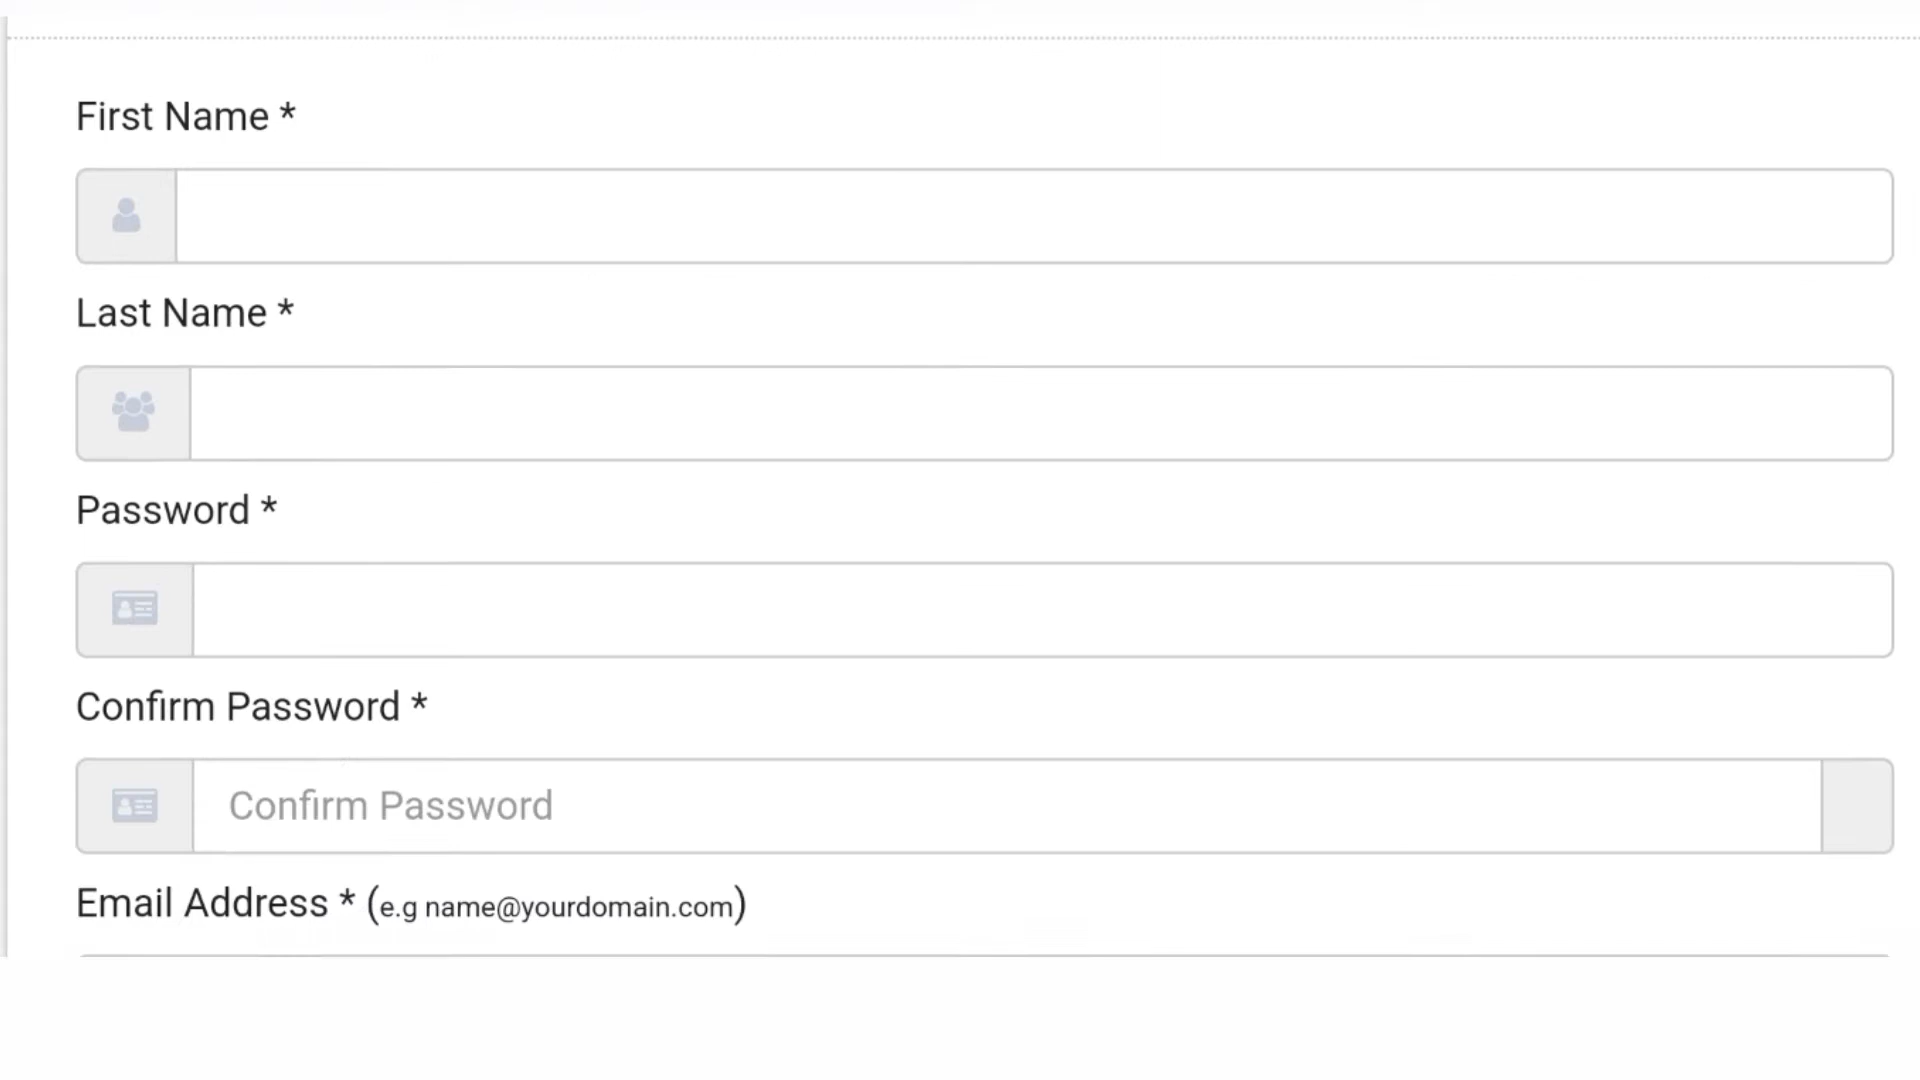 First Name *
Last Name *
Password *
Confirm Password *
Confirm Password
Email Address * (e.g name@yourdomain.com)